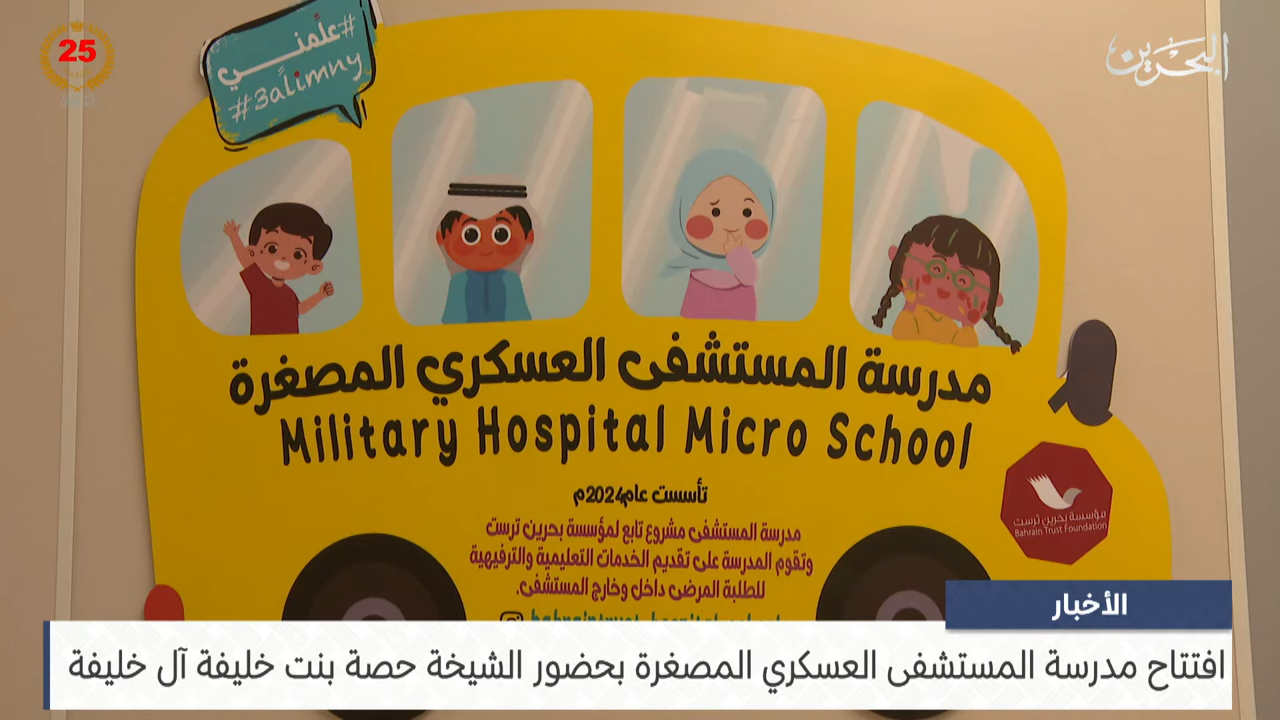 25
البحرين
#علّمني
#3alimny
مدرسة المستشفى العسكري المصغرة
Military Hospital Micro School
تأسست عام 2024م
مدرسة المستشفى مشروع تابع لمؤسسة بحرين ترست
وتقوم المدرسة على تقديم الخدمات التعليمية والترفيهية
للطلبة المرضى داخل وخارج المستشفى.
مؤسسة بحرين ترست
Bahrain Trust Foundation
الأخبار
افتتاح مدرسة المستشفى العسكري المصغرة بحضور الشيخة حصة بنت خليفة آل خليفة